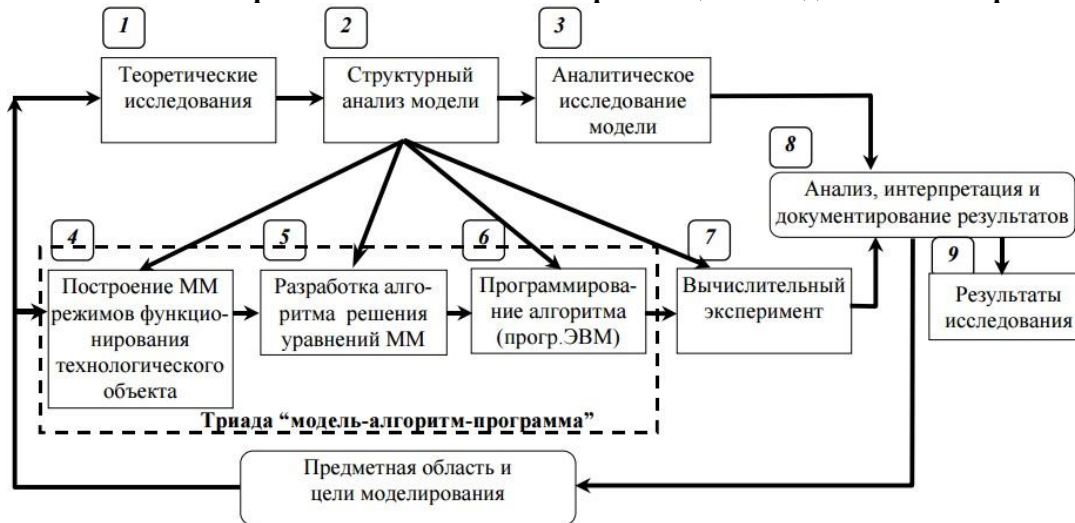 1
Теоретические
исследования
2
Структурный
анализ модели
3
Аналитическое
исследование
модели
8
Анализ, интерпретация и
документирование результатов
4
Построение ММ
режимов функцио-
нирования
технологического
объекта
5
Разработка алго-
ритма решения
уравнений ММ
6
Программирова-
ние алгоритма
(прогр.ЭВМ)
7
Вычислительный
эксперимент
9
Результаты
исследования
Триада “модель-алгоритм-программа”
Предметная область и
цели моделирования